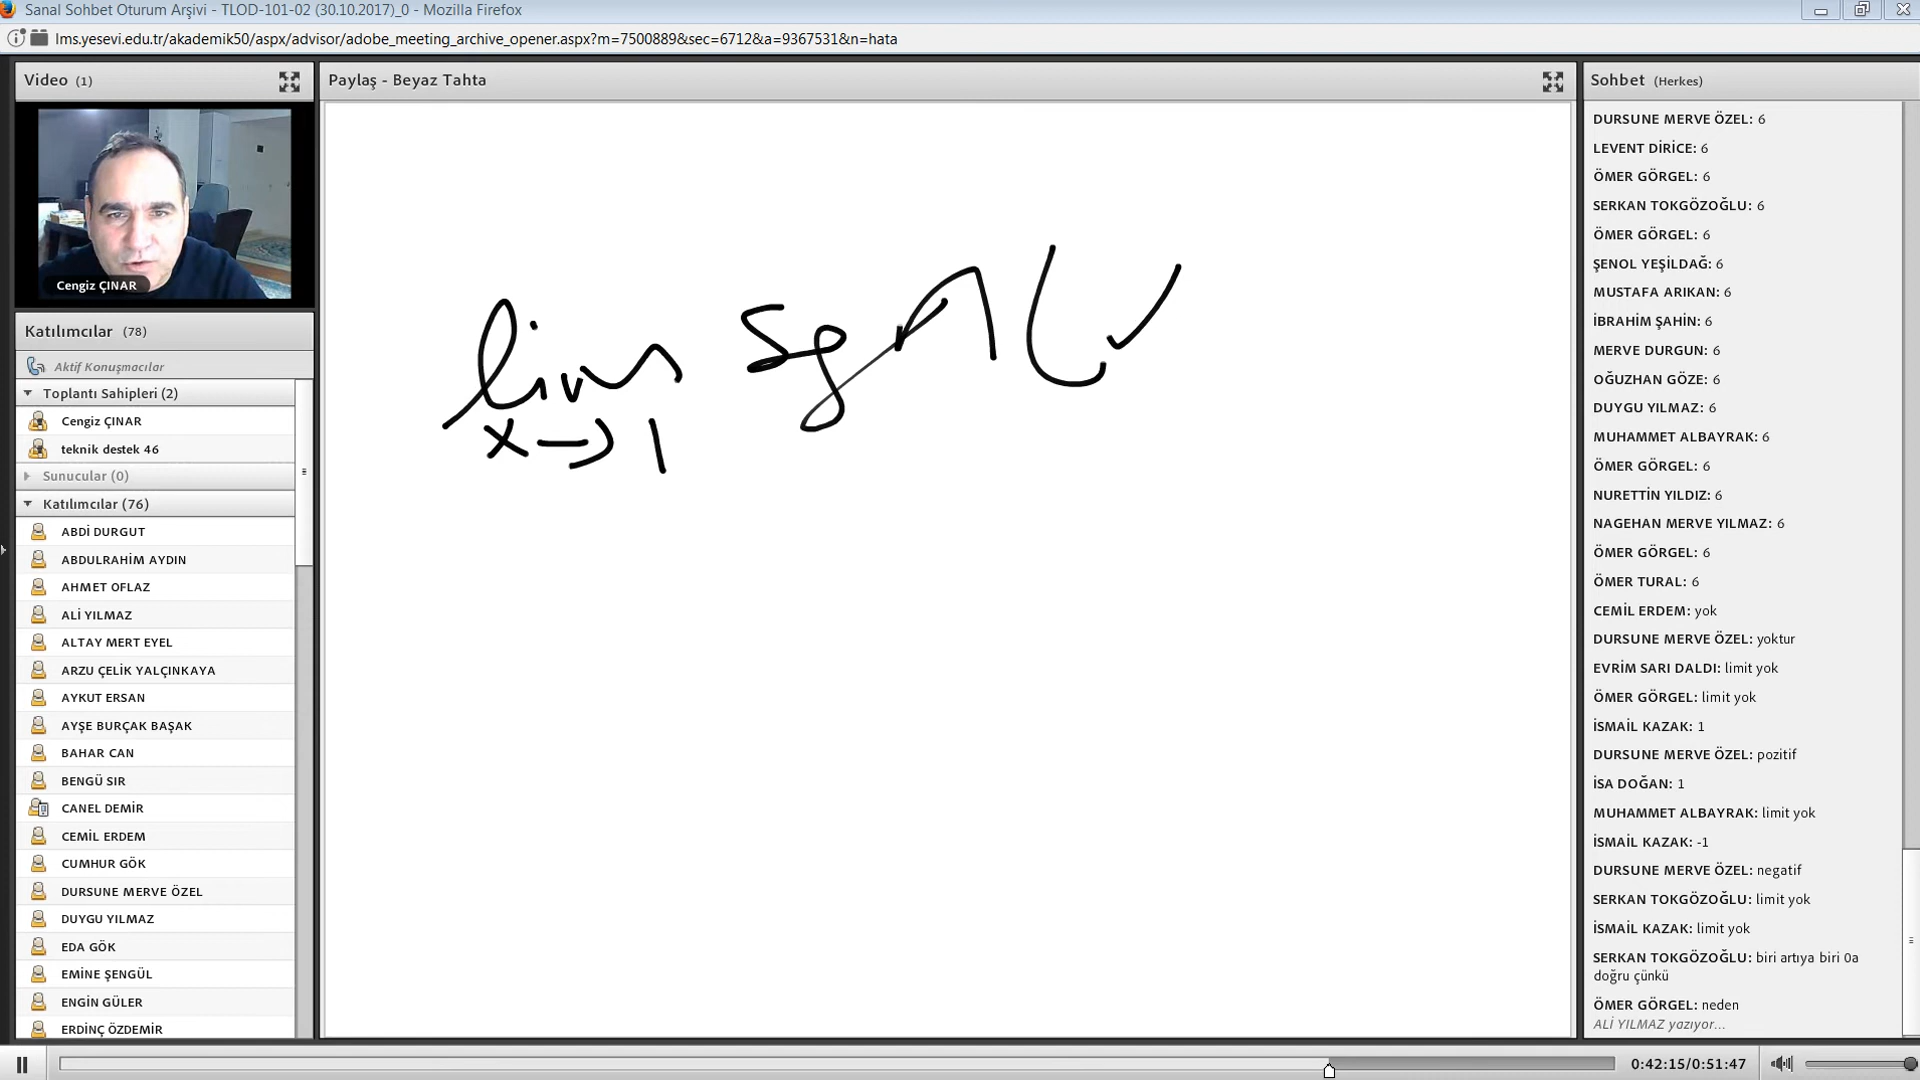 Sanal Sohbet Oturum Arşivi - TLOD-101-02 (30.10.2017)_0 - Mozilla Firefox
lms.yesevi.edu.tr/akademik50/aspx/advisor/adobe_meeting_archive_opener.aspx?m=7500889&sec=6712&a=9367531&n=hata
Video (1)
Cengiz ÇINAR
Katılımcılar (78)
Aktif Konuşmacılar
Toplantı Sahipleri (2)
Cengiz ÇINAR
teknik destek 46
Sunucular (0)
Katılımcılar (76)
ABDİ DURGUT
ABDULRAHİM AYDIN
AHMET OFLAZ
ALİ YILMAZ
ALTAY MERT EYEL
ARZU ÇELİK YALÇINKAYA
AYKUT ERSAN
AYŞE BURÇAK BAŞAK
BAHAR CAN
BENGÜ SIR
CANEL DEMİR
CEMİL ERDEM
CUMHUR GÖK
DURSUNE MERVE ÖZEL
DUYGU YILMAZ
EDA GÖK
EMİNE ŞENGÜL
ENGİN GÜLER
ERDİNÇ ÖZDEMİR
Paylaş - Beyaz Tahta
lim sgn (
x → 1
Sohbet (Herkes)
DURSUNE MERVE ÖZEL: 6
LEVENT DİRİCE: 6
ÖMER GÖRGEL: 6
SERKAN TOKGÖZOĞLU: 6
ÖMER GÖRGEL: 6
ŞENOL YEŞİLDAĞ: 6
MUSTAFA ARIKAN: 6
İBRAHİM ŞAHİN: 6
MERVE DURGUN: 6
OĞUZHAN GÖZE: 6
DUYGU YILMAZ: 6
MUHAMMET ALBAYRAK: 6
ÖMER GÖRGEL: 6
NURETTİN YILDIZ: 6
NAGEHAN MERVE YILMAZ: 6
ÖMER GÖRGEL: 6
ÖMER TURAL: 6
CEMİL ERDEM: yok
DURSUNE MERVE ÖZEL: yoktur
EVRİM SARI DALDI: limit yok
ÖMER GÖRGEL: limit yok
İSMAİL KAZAK: 1
DURSUNE MERVE ÖZEL: pozitif
İSA DOĞAN: 1
MUHAMMET ALBAYRAK: limit yok
İSMAİL KAZAK: -1
DURSUNE MERVE ÖZEL: negatif
SERKAN TOKGÖZOĞLU: limit yok
İSMAİL KAZAK: limit yok
SERKAN TOKGÖZOĞLU: biri artıya biri 0a
doğru çünkü
ÖMER GÖRGEL: neden
ALİ YILMAZ yazıyor...
0:42:15/0:51:47